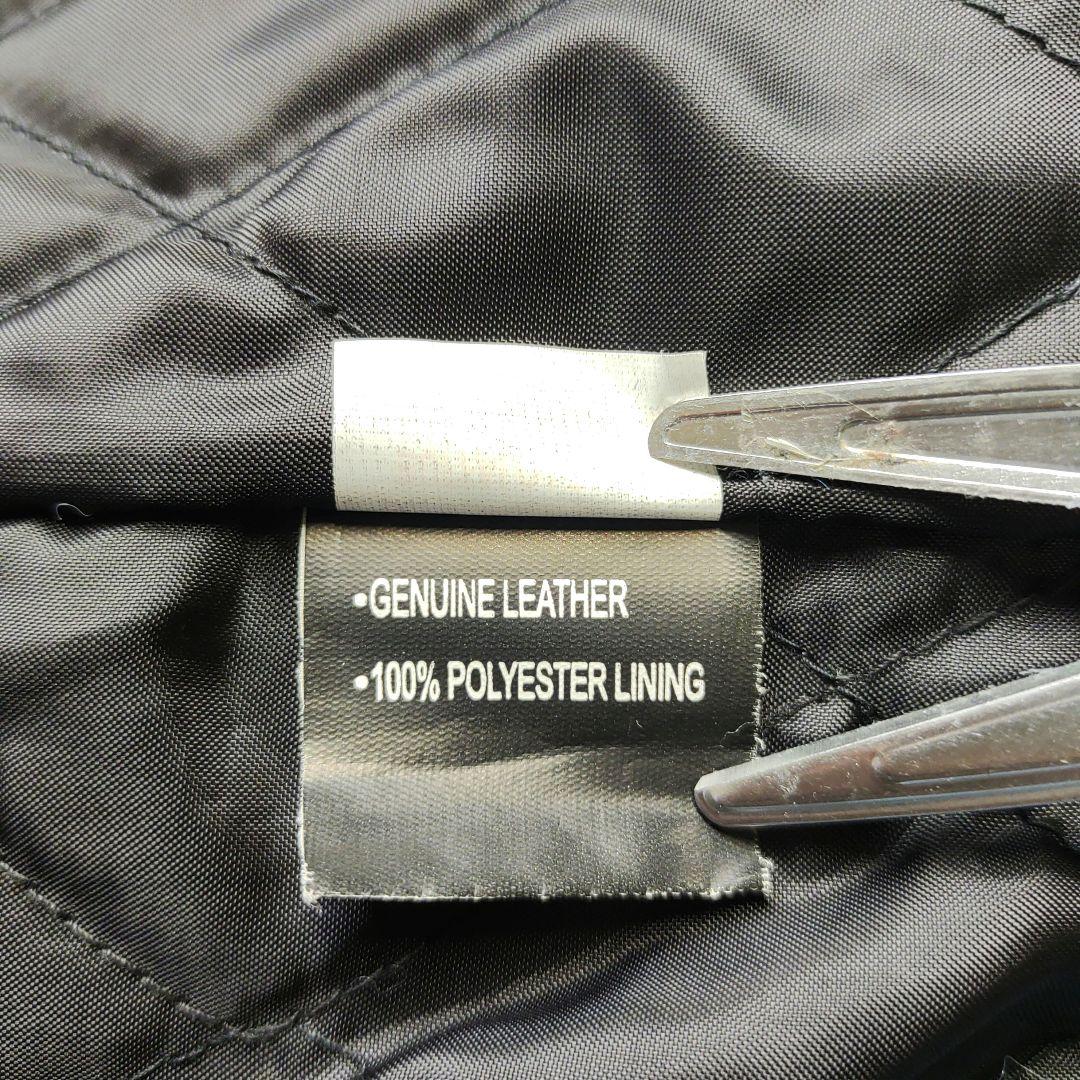 •GENUINE LEATHER
•100% POLYESTER LINING